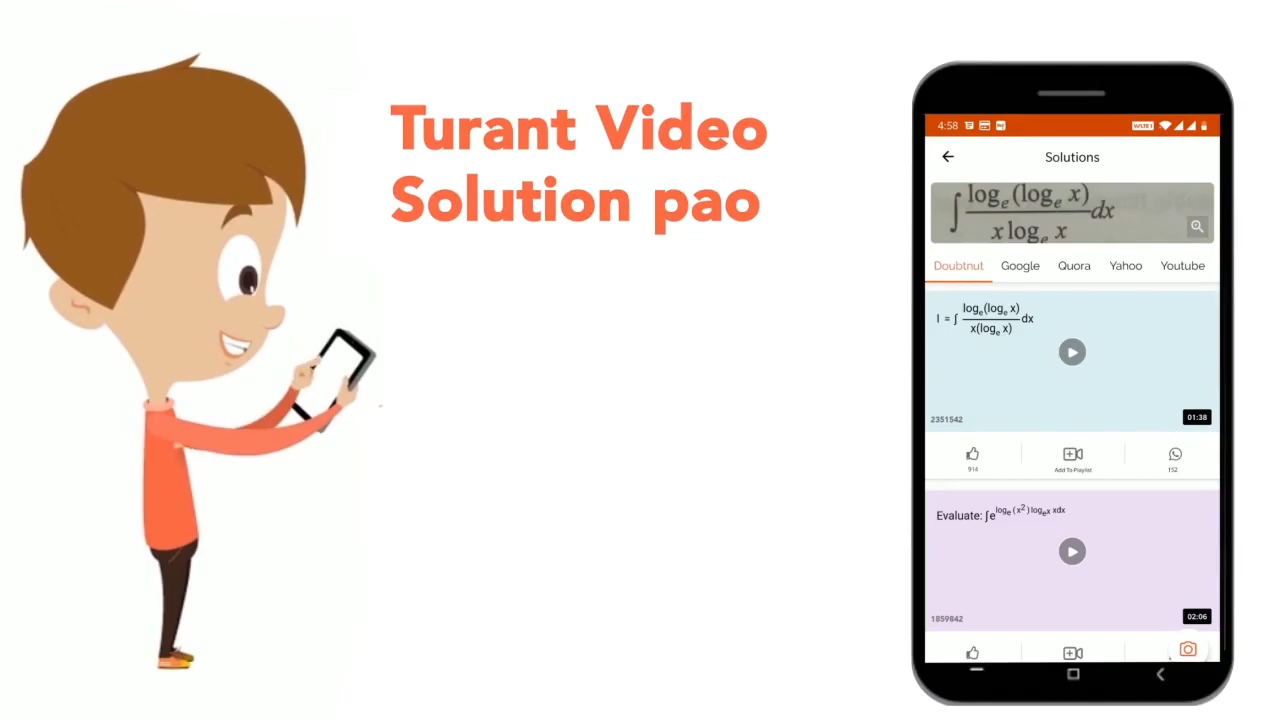 Turant Video
Solution pao
4:58
VoLTE1
Solutions
∫ logₑ(logₑ x) / x logₑ x dx
Doubtnut Google Quora Yahoo Youtube
I = ∫ logₑ(logₑ x) / x(logₑ x) dx
2351542 01:38
914 Add To Playlist 152
Evaluate: ∫e^logₑ(x²)logₑx xdx
1859842 02:06